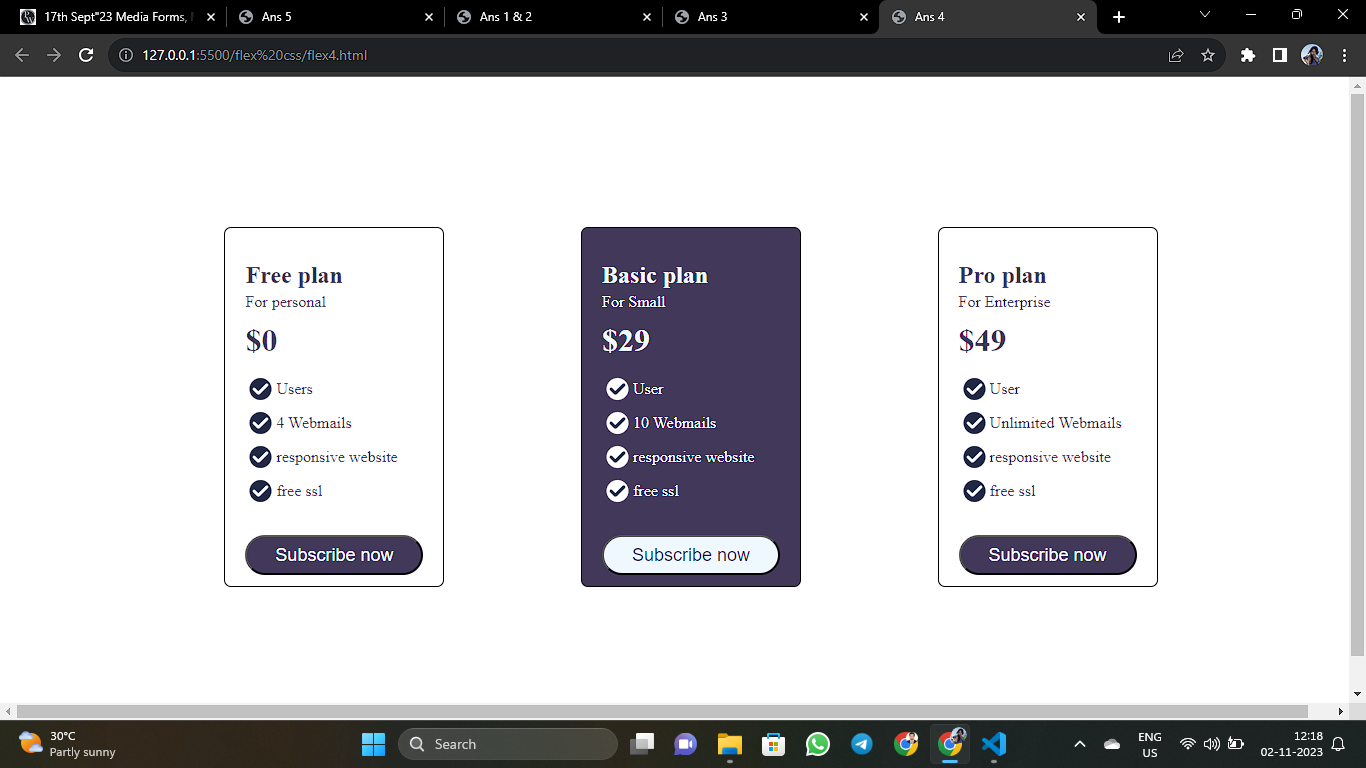 17th Sept"23 Media Forms,
Ans 5
Ans 1 & 2
Ans 3
Ans 4
127.0.0.1:5500/flex%20css/flex4.html
Free plan
For personal
$0
Users
4 Webmails
responsive website
free ssl
Subscribe now
Basic plan
For Small
$29
User
10 Webmails
responsive website
free ssl
Subscribe now
Pro plan
For Enterprise
$49
User
Unlimited Webmails
responsive website
free ssl
Subscribe now
30°C
Partly sunny
Search
ENG
US
12:18
02-11-2023